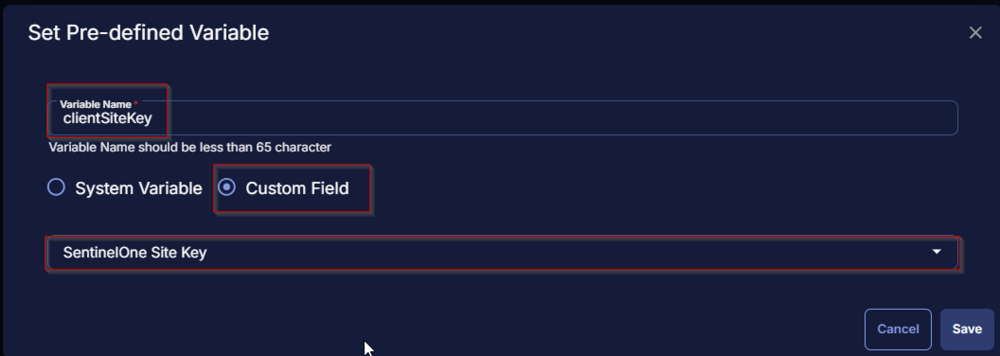 Set Pre-defined Variable
Variable Name *
clientSiteKey
Variable Name should be less than 65 character
System Variable Custom Field
SentinelOne Site Key
Cancel Save